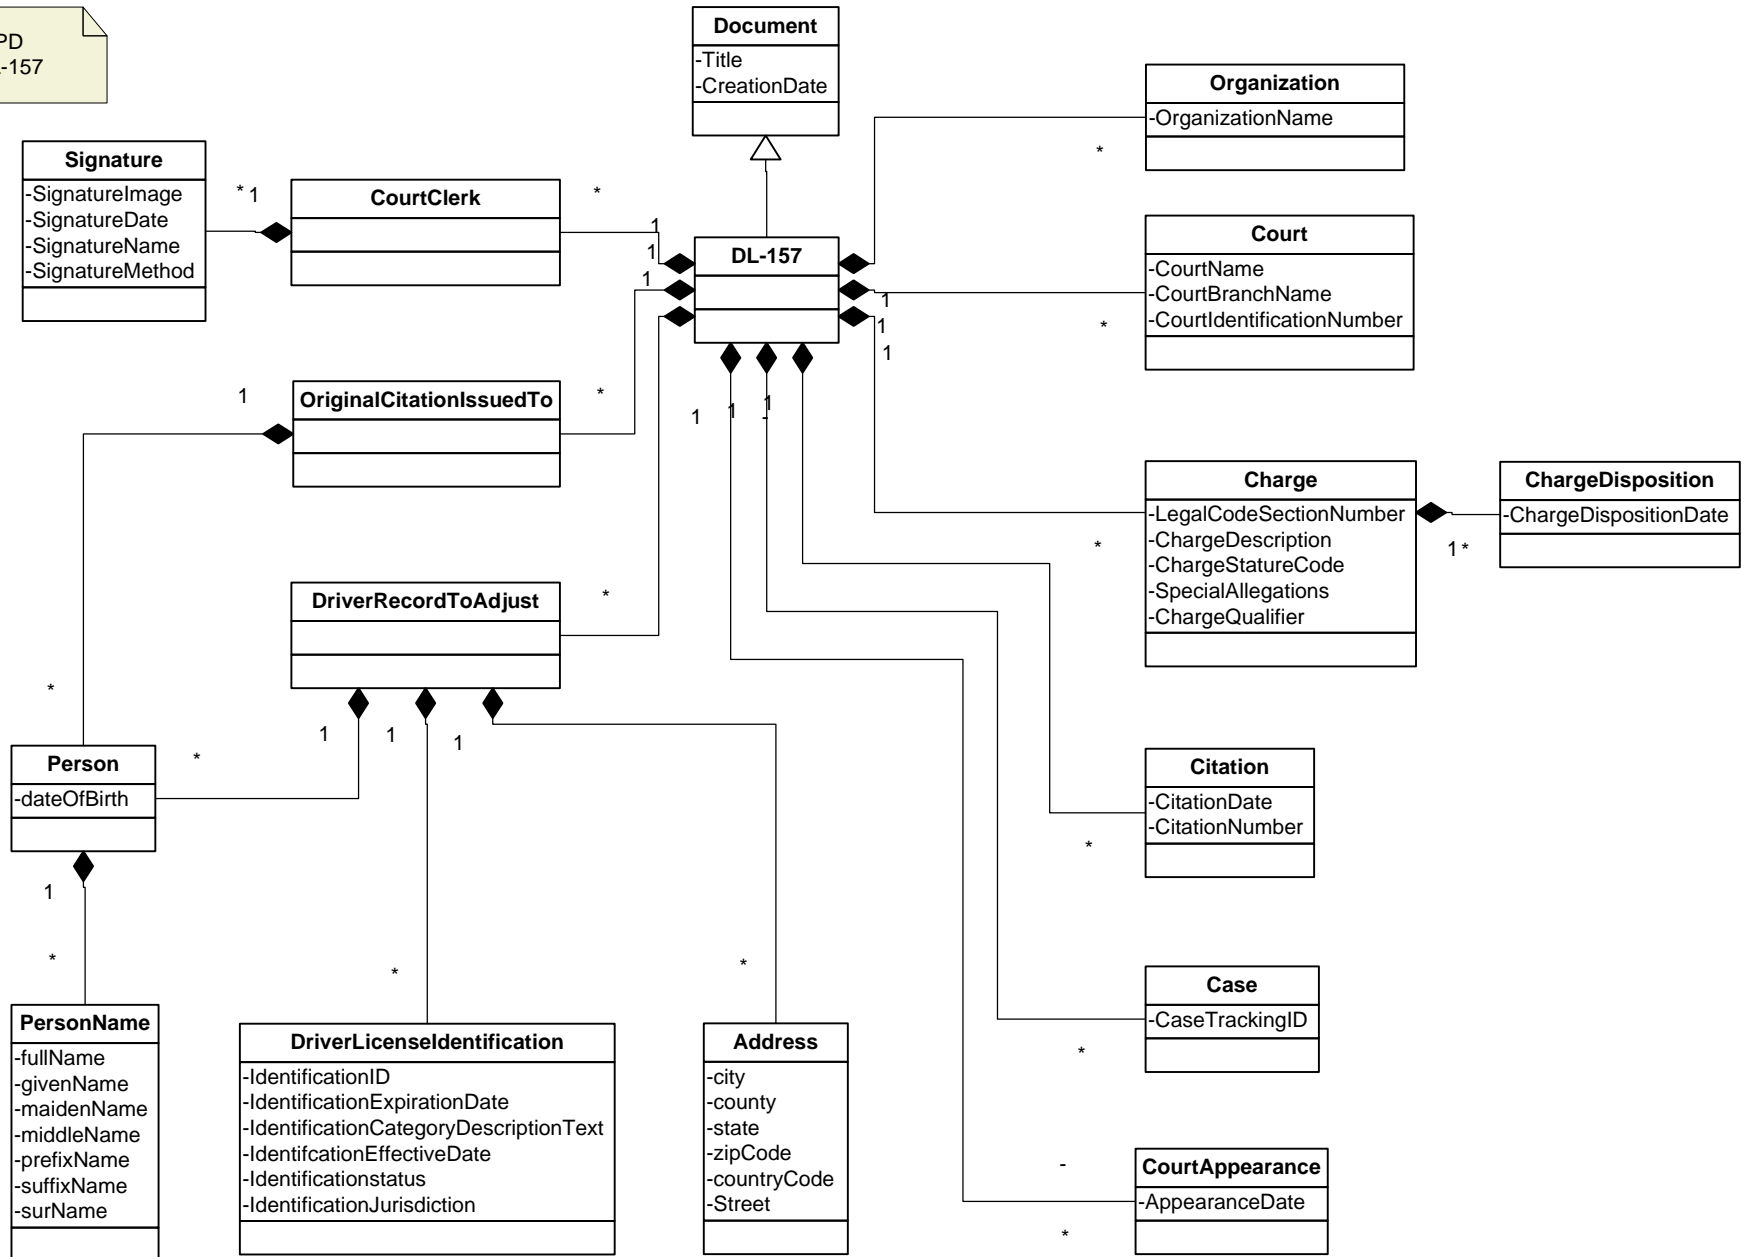 PD
-157
Document
-Title
-CreationDate
Organization
-OrganizationName
*
Signature
-SignatureImage
-SignatureDate
-SignatureName
-SignatureMethod
* 1
CourtClerk
*
1
1
1
DL-157
Court
-CourtName
-CourtBranchName
-CourtIdentificationNumber
1
1
1
*
1
OriginalCitationIssuedTo
*
1
1
1
-
Charge
-LegalCodeSectionNumber
-ChargeDescription
-ChargeStatureCode
-SpecialAllegations
-ChargeQualifier
*
1 *
ChargeDisposition
-ChargeDispositionDate
DriverRecordToAdjust
*
1
1
1
*
*
Person
-dateOfBirth
1
*
Citation
-CitationDate
-CitationNumber
*
Case
-CaseTrackingID
*
PersonName
-fullName
-givenName
-maidenName
-middleName
-prefixName
-suffixName
-surName
*
DriverLicenseIdentification
-IdentificationID
-IdentificationExpirationDate
-IdentificationCategoryDescriptionText
-IdentifcationEffectiveDate
-Identificationstatus
-IdentificationJurisdiction
*
Address
-city
-county
-state
-zipCode
-countryCode
-Street
-
CourtAppearance
-AppearanceDate
*